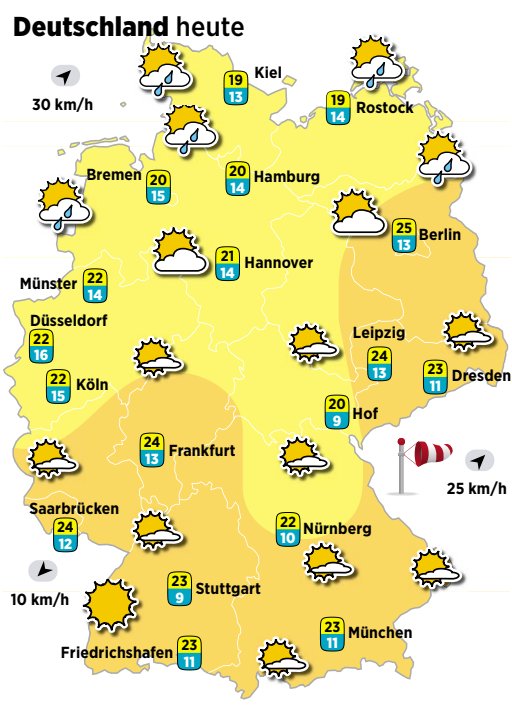 Deutschland heute
Kiel
19
13
30 km/h
19
14
Rostock
Bremen
20
15
20
14
Hamburg
25
13
Berlin
21
14
Hannover
Münster
22
14
Düsseldorf
22
16
Leipzig
24
13
22
15
Köln
23
11
Dresden
20
9
Hof
24
13
Frankfurt
25 km/h
Saarbrücken
24
12
22
10
Nürnberg
10 km/h
23
9
Stuttgart
23
11
München
Friedrichshafen
23
11